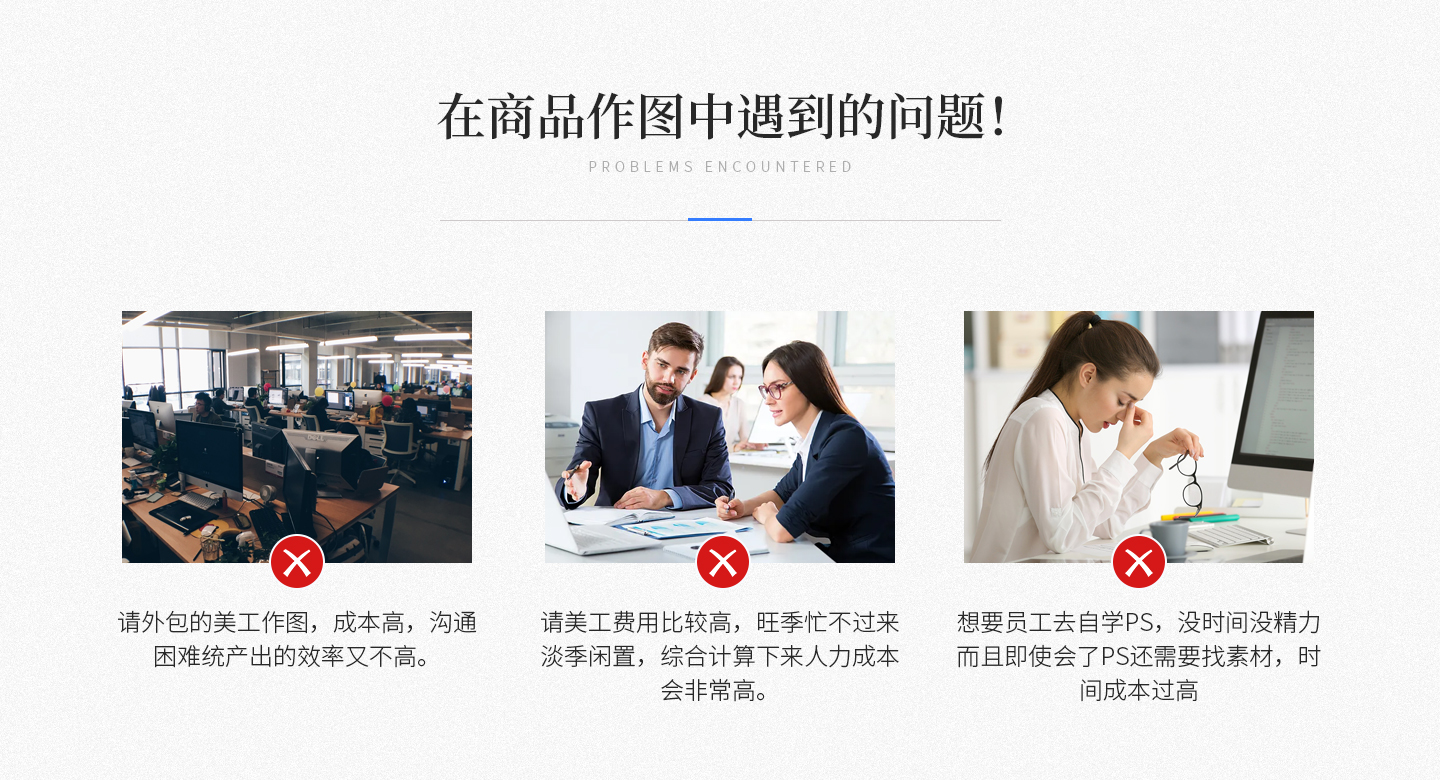 在商品作图中遇到的问题！
PROBLEMS ENCOUNTERED
请外包的美工作图，成本高，沟通
困难统产出的效率又不高。
请美工费用比较高，旺季忙不过来
淡季闲置，综合计算下来人力成本
会非常高。
想要员工去自学PS，没时间没精力
而且即使会了PS还需要找素材，时
间成本过高